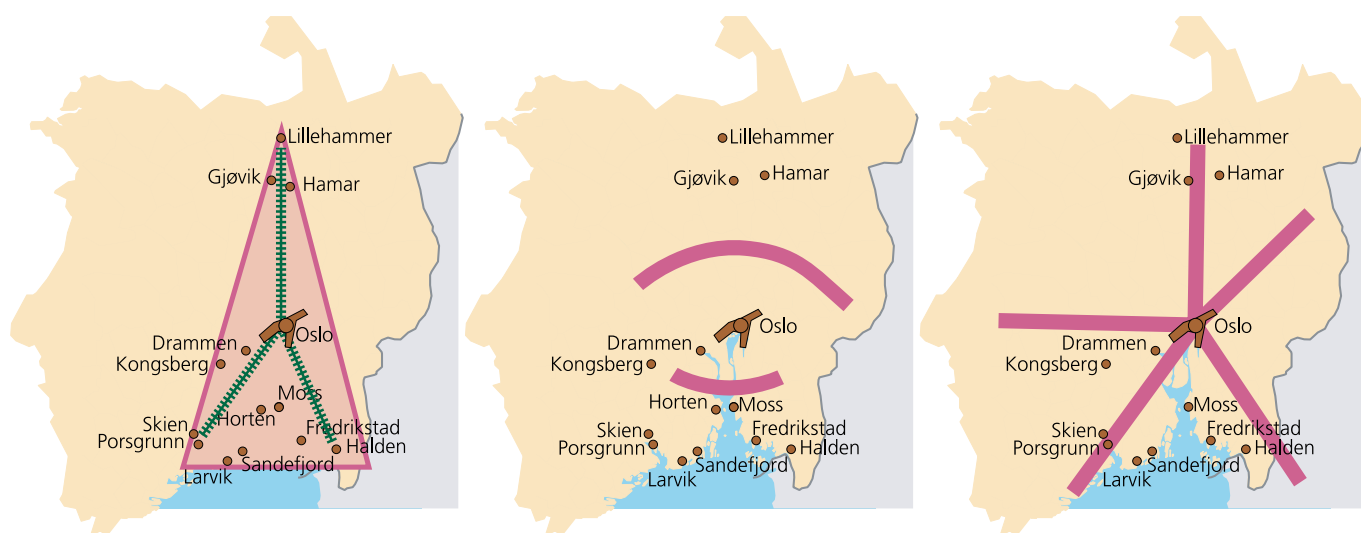 Lillehammer
Gjøvik
Hamar
Oslo
Drammen
Kongsberg
Moss
Horten
Skien
Fredrikstad
Porsgrunn
Halden
Sandefjord
Larvik
Lillehammer
Hamar
Gjøvik
Oslo
Drammen
Kongsberg
Horten
Moss
Skien
Fredrikstad
Porsgrunn
Halden
Sandefjord
Larvik
Lillehammer
Hamar
Gjøvik
Oslo
Drammen
Kongsberg
Moss
Skien
Fredrikstad
Porsgrunn
Halden
Sandefjord
Larvik